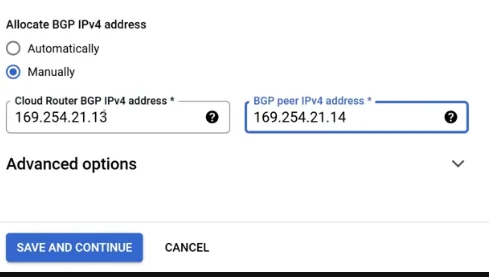 Allocate BGP IPv4 address
Automatically
Manually
Cloud Router BGP IPv4 address * BGP peer IPv4 address *
169.254.21.13 169.254.21.14
Advanced options
SAVE AND CONTINUE CANCEL